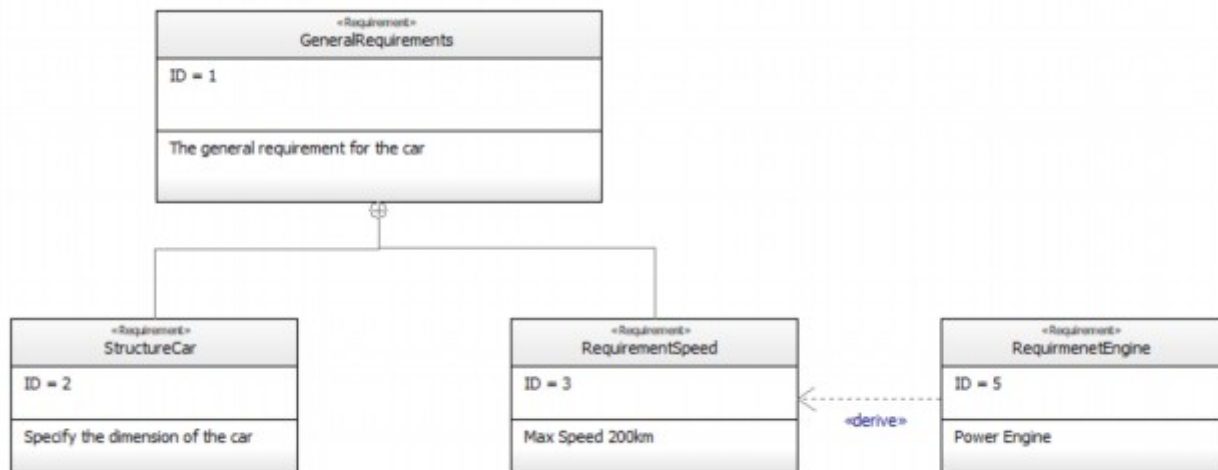 «Requirement»
GeneralRequirements
ID = 1
The general requirement for the car
«Requirement»
StructureCar
ID = 2
Specify the dimension of the car
«Requirement»
RequirementSpeed
ID = 3
Max Speed 200km
«derive»
«Requirement»
RequirmenetEngine
ID = 5
Power Engine